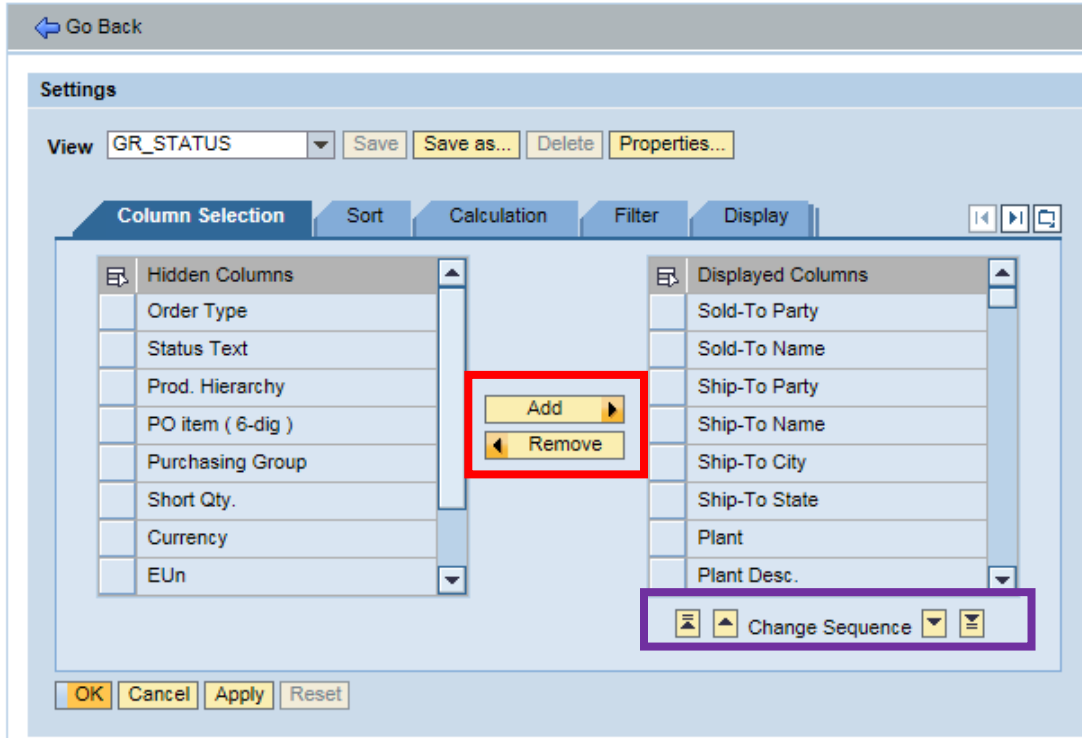 Go Back
Settings
View GR_STATUS Save Save as... Delete Properties...
Column Selection Sort Calculation Filter Display
Hidden Columns
Order Type
Status Text
Prod. Hierarchy
PO item ( 6-dig )
Purchasing Group
Short Qty.
Currency
EUn
Add
Remove
Displayed Columns
Sold-To Party
Sold-To Name
Ship-To Party
Ship-To Name
Ship-To City
Ship-To State
Plant
Plant Desc.
Change Sequence
OK Cancel Apply Reset